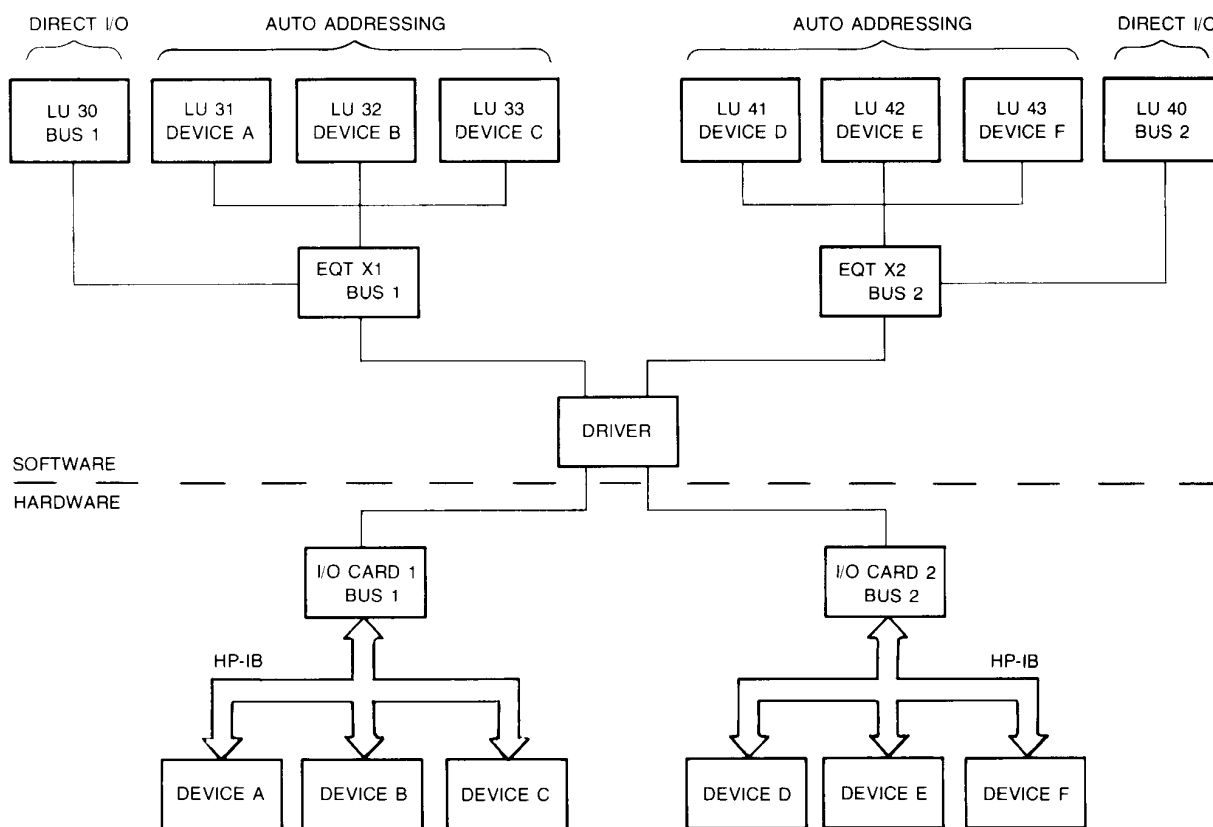 DIRECT I/O
AUTO ADDRESSING
AUTO ADDRESSING
DIRECT I/O
LU 30
BUS 1
LU 31
DEVICE A
LU 32
DEVICE B
LU 33
DEVICE C
LU 41
DEVICE D
LU 42
DEVICE E
LU 43
DEVICE F
LU 40
BUS 2
EQT X1
BUS 1
EQT X2
BUS 2
DRIVER
SOFTWARE
HARDWARE
I/O CARD 1
BUS 1
I/O CARD 2
BUS 2
HP-IB
HP-IB
DEVICE A
DEVICE B
DEVICE C
DEVICE D
DEVICE E
DEVICE F